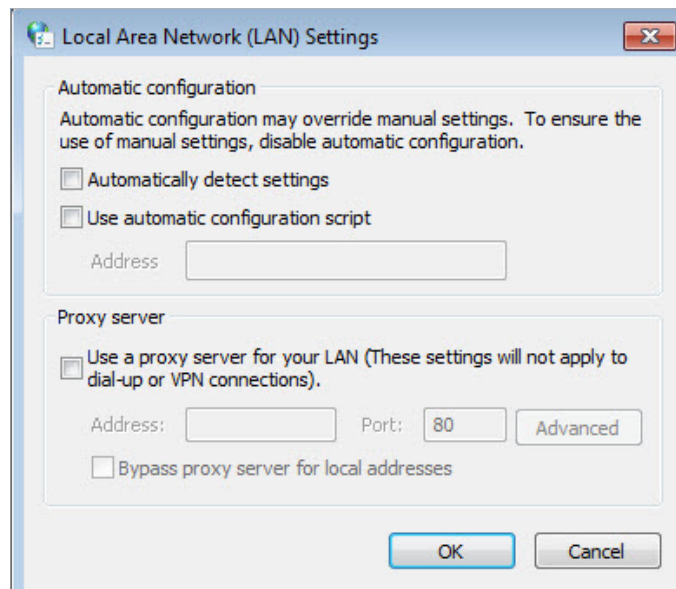 Local Area Network (LAN) Settings
Automatic configuration
Automatic configuration may override manual settings.  To ensure the
use of manual settings, disable automatic configuration.
Automatically detect settings
Use automatic configuration script
Address
Proxy server
Use a proxy server for your LAN (These settings will not apply to
dial-up or VPN connections).
Address:
Port:
80
Advanced
Bypass proxy server for local addresses
OK
Cancel